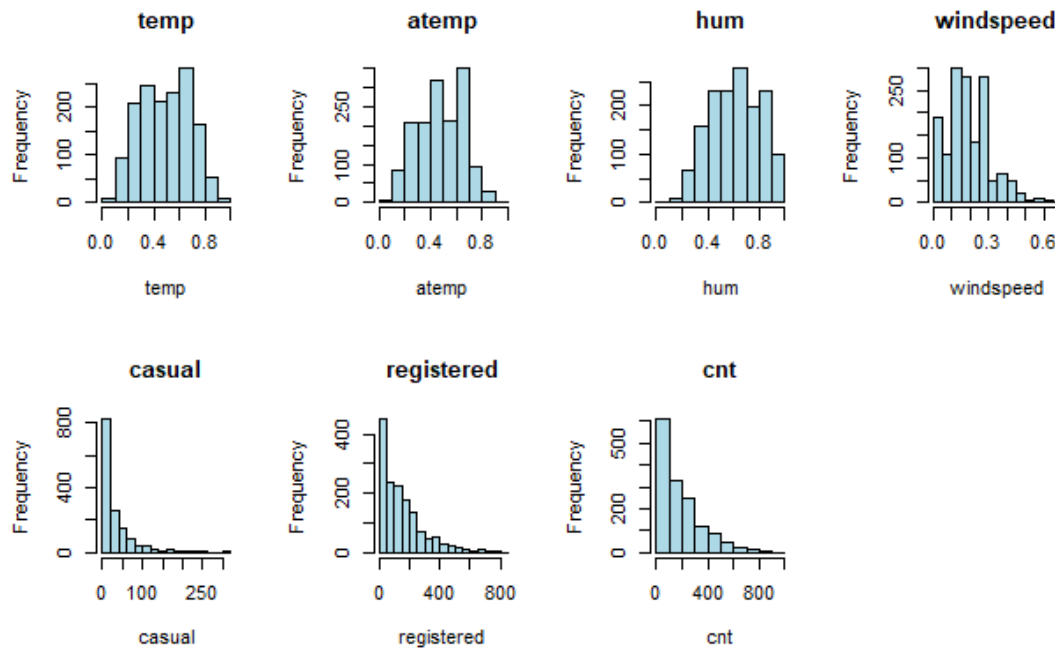 temp
Frequency
0 100 200
0.0 0.4 0.8
temp
atemp
Frequency
0 100 250
0.0 0.4 0.8
atemp
hum
Frequency
0 100 200
0.0 0.4 0.8
hum
windspeed
Frequency
0 100 250
0.0 0.3 0.6
windspeed
casual
Frequency
0 400 800
0 100 250
casual
registered
Frequency
0 200 400
0 400 800
registered
cnt
Frequency
0 200 500
0 400 800
cnt